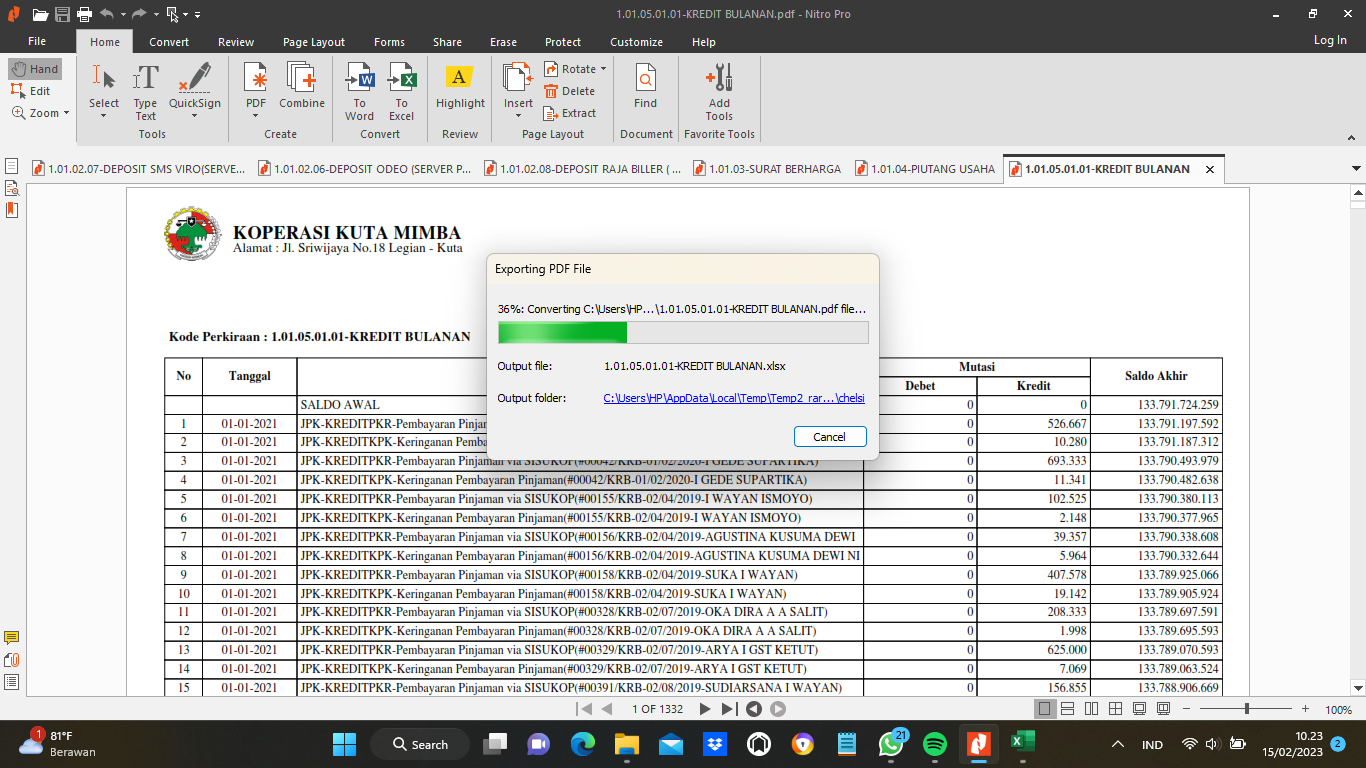 1.01.05.01.01-KREDIT BULANAN.pdf - Nitro Pro
File Home Convert Review Page Layout Forms Share Erase Protect Customize Help Log In
Hand
Edit
Zoom
Select
Type Text
QuickSign
Tools
PDF
Combine
Create
To Word
To Excel
Convert
Highlight
Review
Insert
Rotate
Delete
Extract
Page Layout
Find
Document
Add Tools
Favorite Tools
1.01.02.07-DEPOSIT SMS VIRO(SERVE... 1.01.02.06-DEPOSIT ODEO (SERVER P... 1.01.02.08-DEPOSIT RAJA BILLER ( ... 1.01.03-SURAT BERHARGA 1.01.04-PIUTANG USAHA 1.01.05.01.01-KREDIT BULANAN
KOPERASI KUTA MIMBA
Alamat : Jl. Sriwijaya No.18 Legian - Kuta
Kode Perkiraan : 1.01.05.01.01-KREDIT BULANAN
Exporting PDF File
36%: Converting C:\Users\HP...\1.01.05.01.01-KREDIT BULANAN.pdf file...
Output file: 1.01.05.01.01-KREDIT BULANAN.xlsx
Output folder: C:\Users\HP\AppData\Local\Temp\Temp2_rar...\chelsi
Cancel
No Tanggal Mutasi Saldo Akhir
Debet Kredit
SALDO AWAL 0 0 133.791.724.259
1 01-01-2021 JPK-KREDITPKR-Pembayaran 526.667 133.791.197.592
2 01-01-2021 JPK-KREDITKPK-Keringanan 10.280 133.791.187.312
3 01-01-2021 JPK-KREDITPKR-Pembayaran Pinjaman via SISUKOP(#00042/KRB-01/02/2020-I GEDE SUPARTIKA) 0 693.333 133.790.493.979
4 01-01-2021 JPK-KREDITKPK-Keringanan Pembayaran Pinjaman(#00042/KRB-01/02/2020-I GEDE SUPARTIKA) 0 11.341 133.790.482.638
5 01-01-2021 JPK-KREDITPKR-Pembayaran Pinjaman via SISUKOP(#00155/KRB-02/04/2019-I WAYAN ISMOYO) 0 102.525 133.790.380.113
6 01-01-2021 JPK-KREDITKPK-Keringanan Pembayaran Pinjaman(#00155/KRB-02/04/2019-I WAYAN ISMOYO) 0 2.148 133.790.377.965
7 01-01-2021 JPK-KREDITPKR-Pembayaran Pinjaman via SISUKOP(#00156/KRB-02/04/2019-AGUSTINA KUSUMA DEWI 0 39.357 133.790.338.608
8 01-01-2021 JPK-KREDITKPK-Keringanan Pembayaran Pinjaman(#00156/KRB-02/04/2019-AGUSTINA KUSUMA DEWI NI 0 5.964 133.790.332.644
9 01-01-2021 JPK-KREDITPKR-Pembayaran Pinjaman via SISUKOP(#00158/KRB-02/04/2019-SUKA I WAYAN) 0 407.578 133.789.925.066
10 01-01-2021 JPK-KREDITKPK-Keringanan Pembayaran Pinjaman(#00158/KRB-02/04/2019-SUKA I WAYAN) 0 19.142 133.789.905.924
11 01-01-2021 JPK-KREDITPKR-Pembayaran Pinjaman via SISUKOP(#00328/KRB-02/07/2019-OKA DIRA A A SALIT) 0 208.333 133.789.697.591
12 01-01-2021 JPK-KREDITKPK-Keringanan Pembayaran Pinjaman(#00328/KRB-02/07/2019-OKA DIRA A A SALIT) 0 1.998 133.789.695.593
13 01-01-2021 JPK-KREDITPKR-Pembayaran Pinjaman via SISUKOP(#00329/KRB-02/07/2019-ARYA I GST KETUT) 0 625.000 133.789.070.593
14 01-01-2021 JPK-KREDITKPK-Keringanan Pembayaran Pinjaman(#00329/KRB-02/07/2019-ARYA I GST KETUT) 0 7.069 133.789.063.524
15 01-01-2021 JPK-KREDITPKR-Pembayaran Pinjaman via SISUKOP(#00391/KRB-02/08/2019-SUDIARSANA I WAYAN) 0 156.855 133.788.906.669
1 OF 1332 100%
1 81°F
Berawan
Search
21
IND
10.23
15/02/2023
2